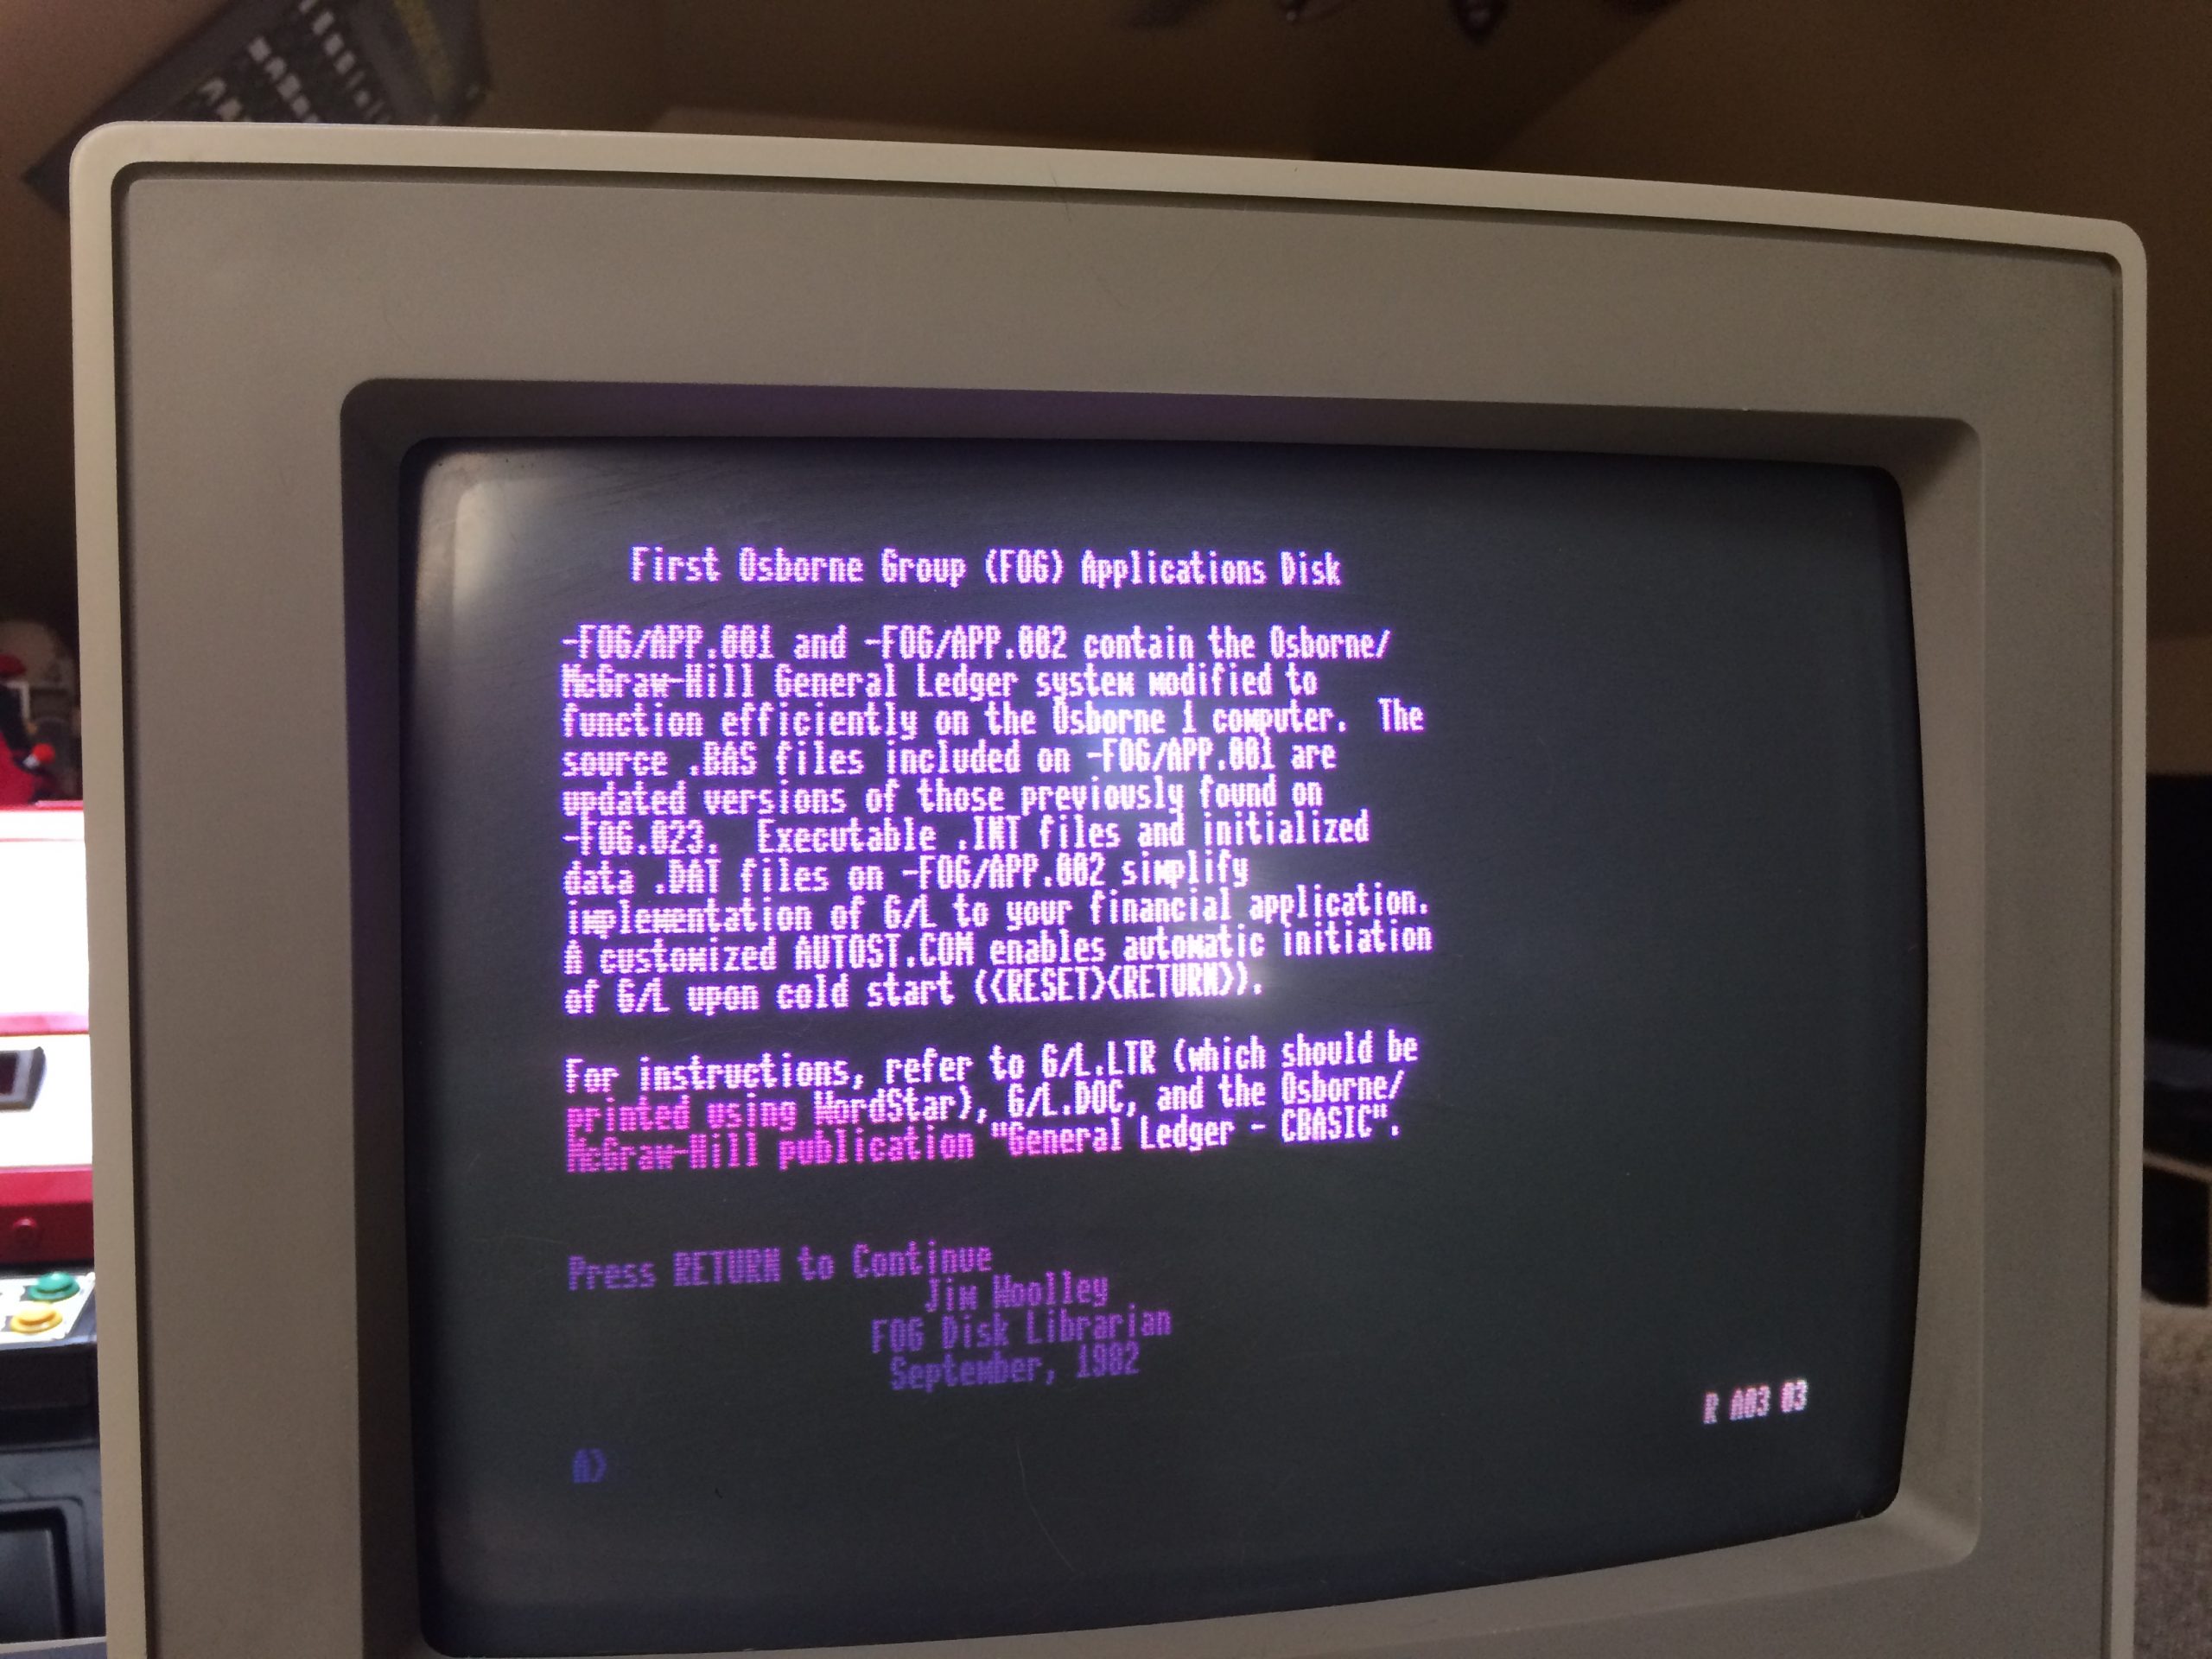 First Osborne Group (FOG) Applications Disk
-FOG/APP.001 and -FOG/APP.002 contain the Osborne/
McGraw-Hill General Ledger system modified to
function efficiently on the Osborne 1 computer.  The
source .BAS files included on -FOG/APP.001 are
updated versions of those previously found on
-FOG.023.  Executable .INT files and initialized
data .DAT files on -FOG/APP.002 simplify
implementation of G/L to your financial application.
A customized AUTOST.COM enables automatic initiation
of G/L upon cold start (<RESET><RETURN>).
For instructions, refer to G/L.LTR (which should be
printed using WordStar), G/L.DOC, and the Osborne/
McGraw-Hill publication "General Ledger - CBASIC".
Press RETURN to Continue
Jim Woolley
FOG Disk Librarian
September, 1982
R A03 03
A>